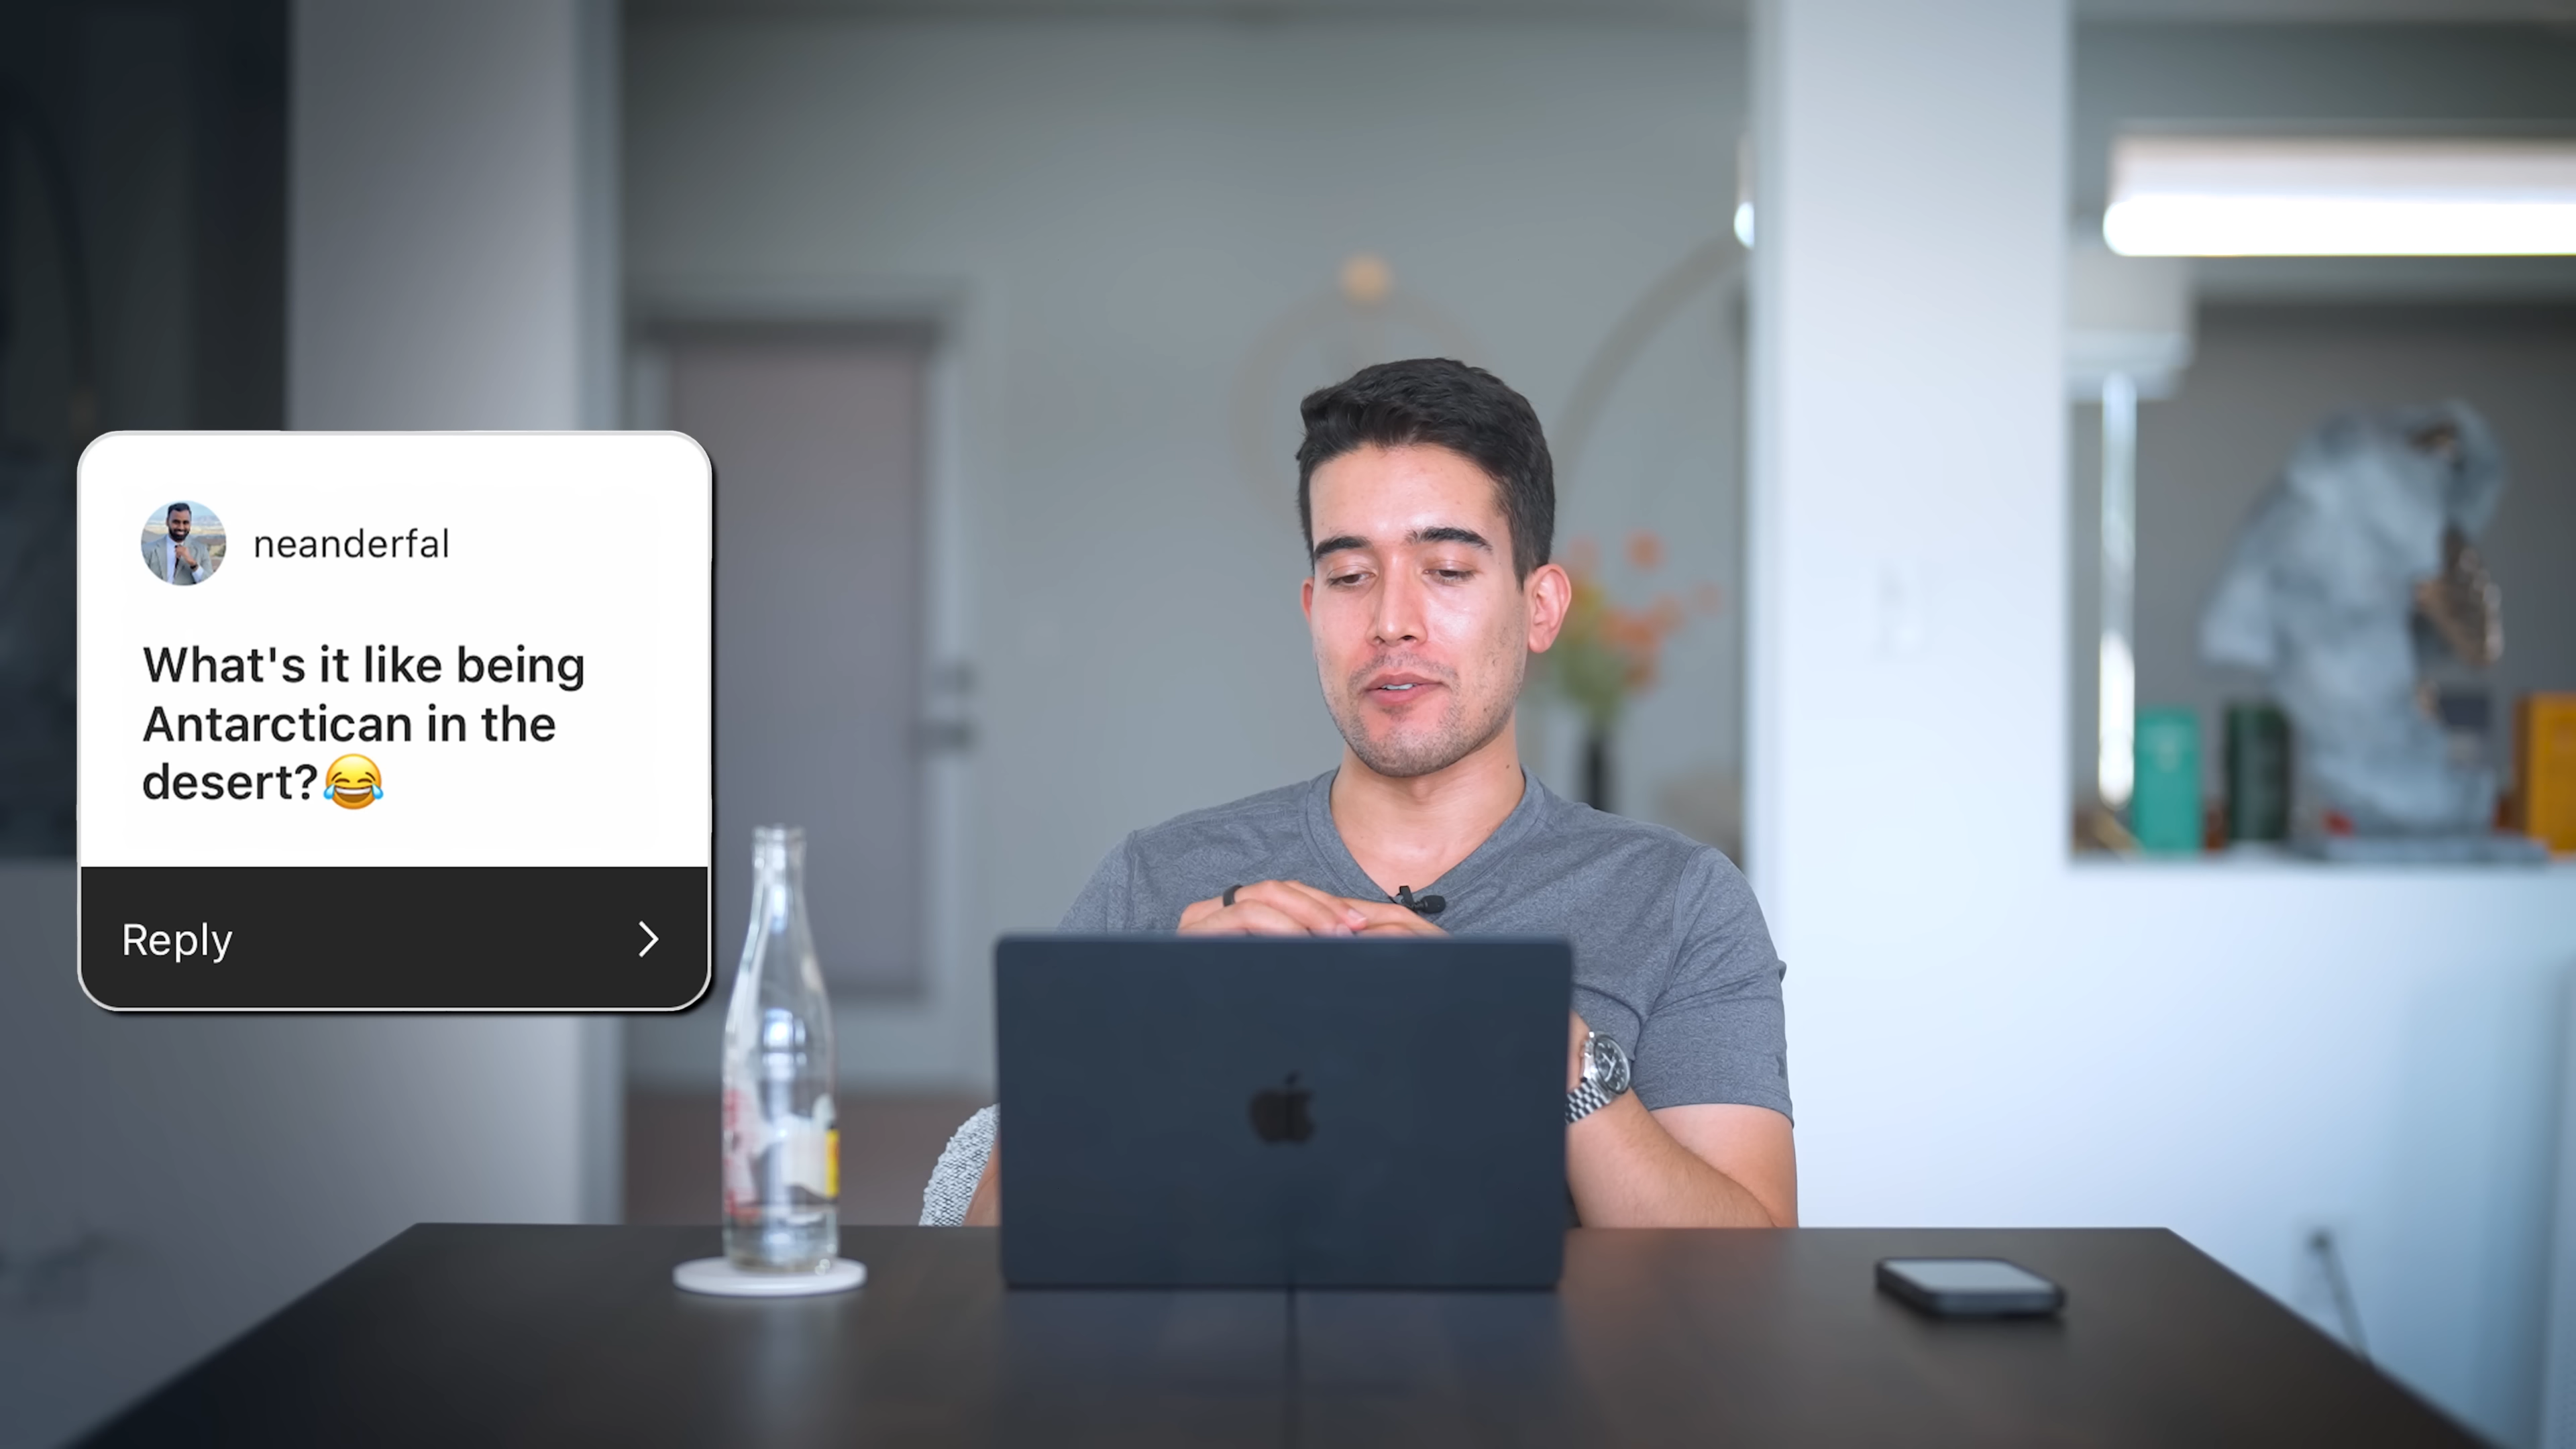 neanderfal
What's it like being
Antarctican in the
desert?😂
Reply